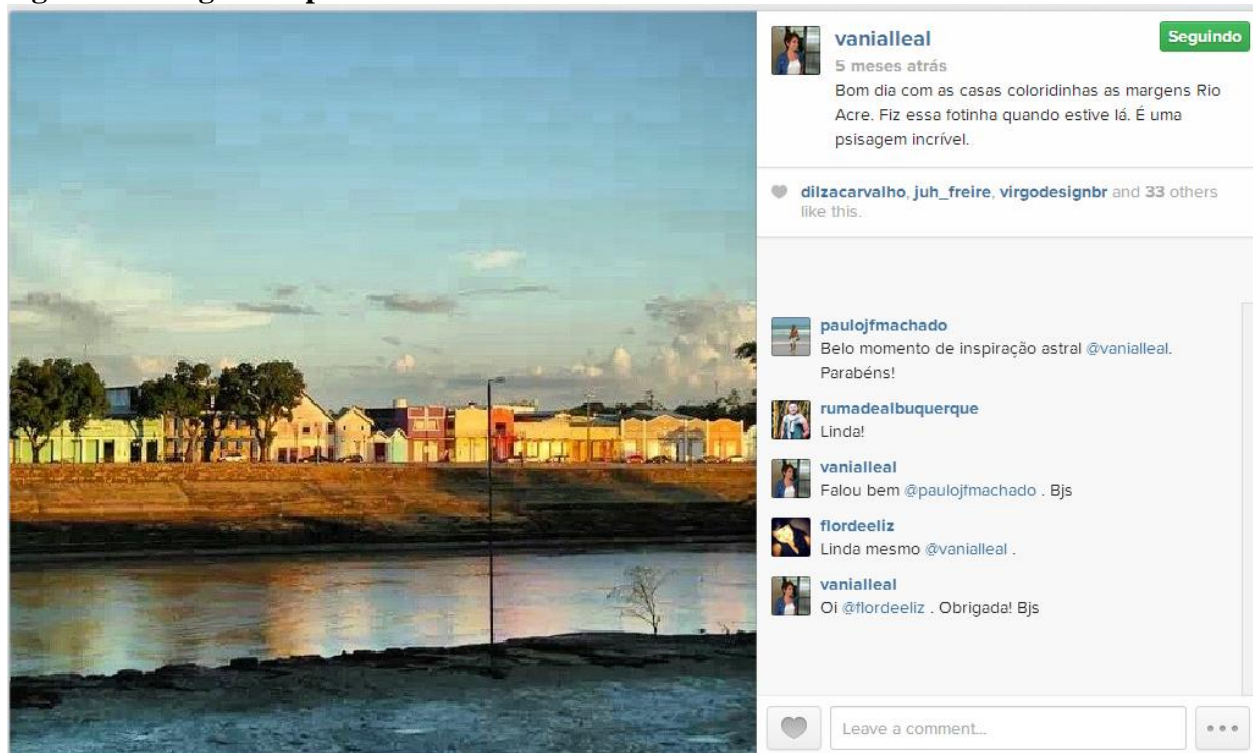 vanialleal
Seguindo
5 meses atrás
Bom dia com as casas coloridinhas as margens Rio
Acre. Fiz essa fotinha quando estive lá. É uma
psisagem incrível.
dilzacarvalho, juh_freire, virgodesignbr and 33 others
like this.
paulojfmachado
Belo momento de inspiração astral @vanialleal.
Parabéns!
rumadealbuquerque
Linda!
vanialleal
Falou bem @paulojfmachado . Bjs
flordeeliz
Linda mesmo @vanialleal .
vanialleal
Oi @flordeeliz . Obrigada! Bjs
Leave a comment...